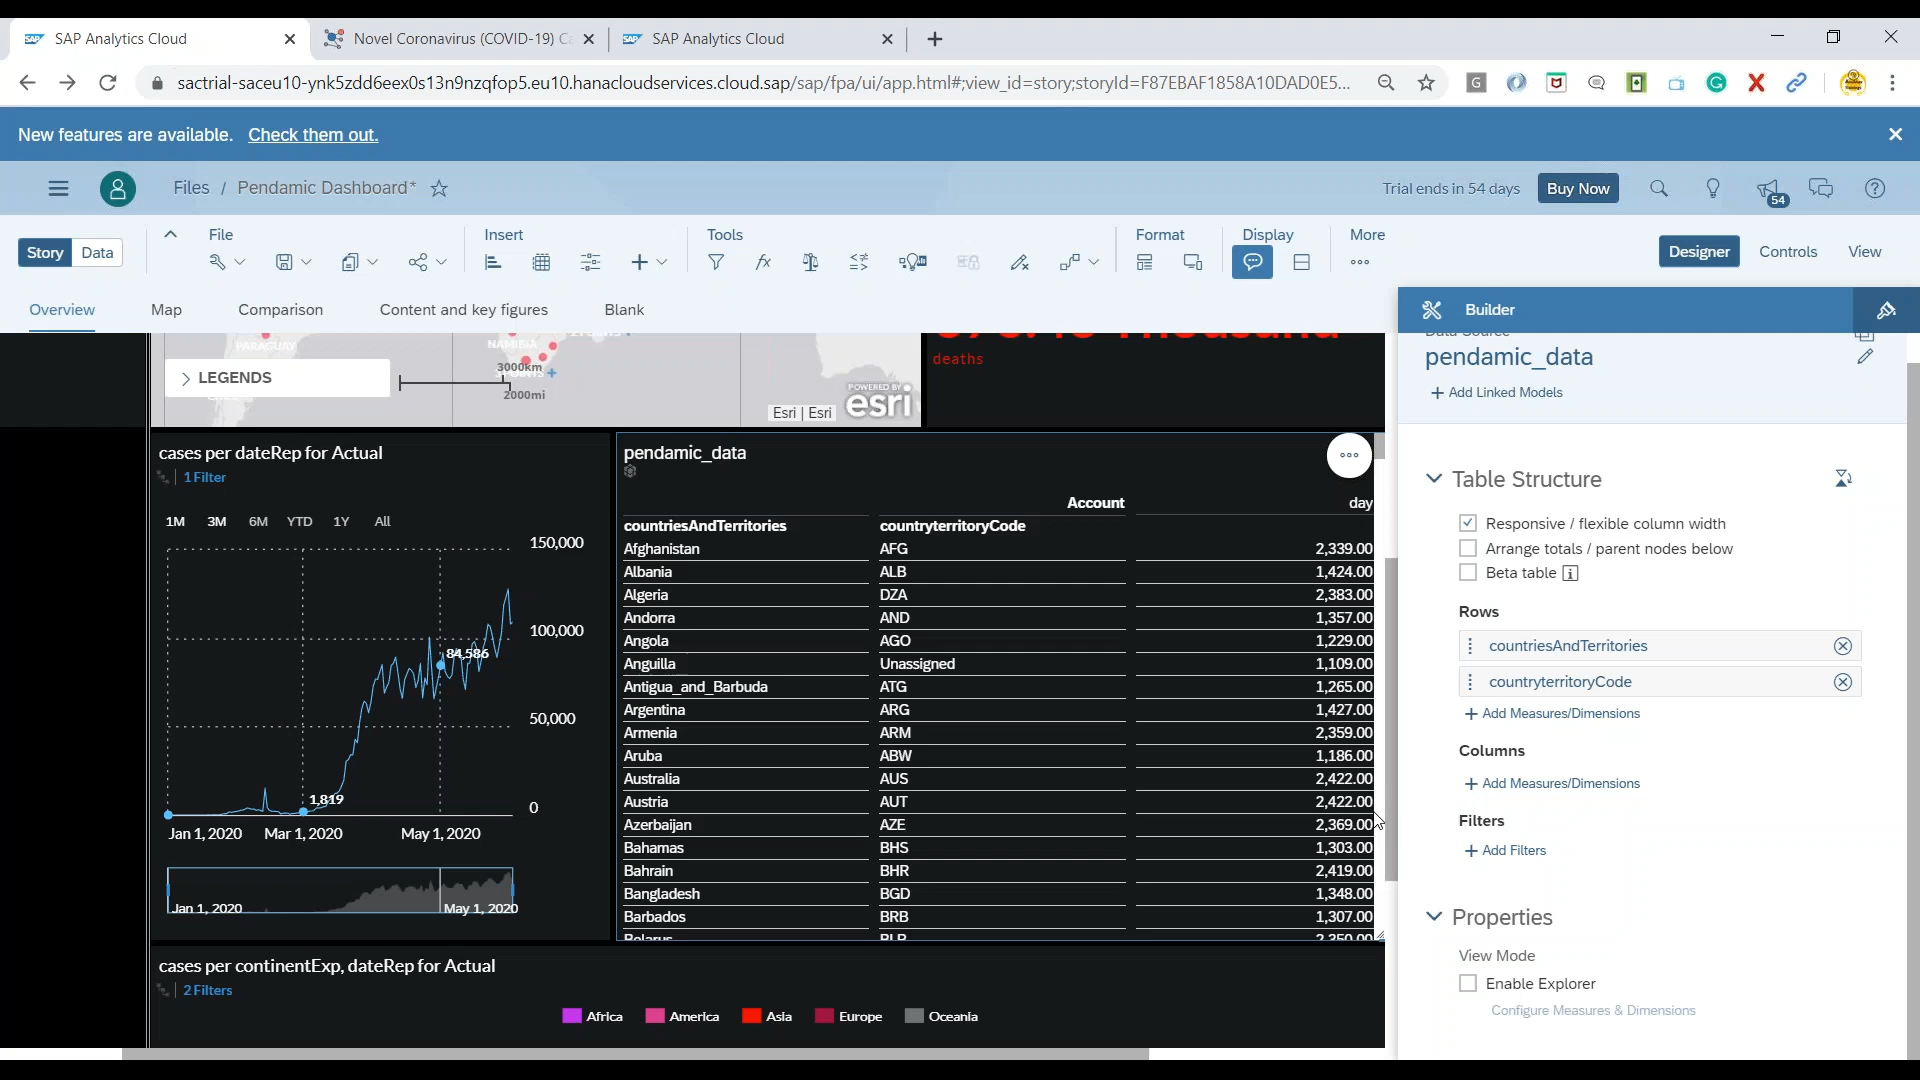 SAP Analytics Cloud
Novel Coronavirus (COVID-19) C
SAP Analytics Cloud
sactrial-saceu10-ynk5zdd6eex0s13n9nzqfop5.eu10.hanacloudservices.cloud.sap/sap/fpa/ui/app.html#;view_id=story;storyId=F87EBAF1858A10DAD0E5...
New features are available. Check them out.
Files / Pendamic Dashboard*
Trial ends in 54 days Buy Now 54
Story Data
File Insert Tools Format Display More
Designer Controls View
Overview Map Comparison Content and key figures Blank
Builder
PARAGUAY
NAMIBIA
LEGENDS
3000km
2000mi
Esri | Esri
POWERED BY
esri
deaths
Data Source
pendamic_data
+ Add Linked Models
cases per dateRep for Actual
1 Filter
1M 3M 6M YTD 1Y All
150,000
100,000
50,000
0
84,586
1,819
Jan 1, 2020 Mar 1, 2020 May 1, 2020
Jan 1, 2020 May 1, 2020
pendamic_data
Account day
countriesAndTerritories countryterritoryCode
Afghanistan AFG 2,339.00
Albania ALB 1,424.00
Algeria DZA 2,383.00
Andorra AND 1,357.00
Angola AGO 1,229.00
Anguilla Unassigned 1,109.00
Antigua_and_Barbuda ATG 1,265.00
Argentina ARG 1,427.00
Armenia ARM 2,359.00
Aruba ABW 1,186.00
Australia AUS 2,422.00
Austria AUT 2,422.00
Azerbaijan AZE 2,369.00
Bahamas BHS 1,303.00
Bahrain BHR 2,419.00
Bangladesh BGD 1,348.00
Barbados BRB 1,307.00
Belarus BLR 2,350.00
cases per continentExp, dateRep for Actual
2 Filters
Africa America Asia Europe Oceania
Table Structure
Responsive / flexible column width
Arrange totals / parent nodes below
Beta table
Rows
countriesAndTerritories
countryterritoryCode
+ Add Measures/Dimensions
Columns
+ Add Measures/Dimensions
Filters
+ Add Filters
Properties
View Mode
Enable Explorer
Configure Measures & Dimensions